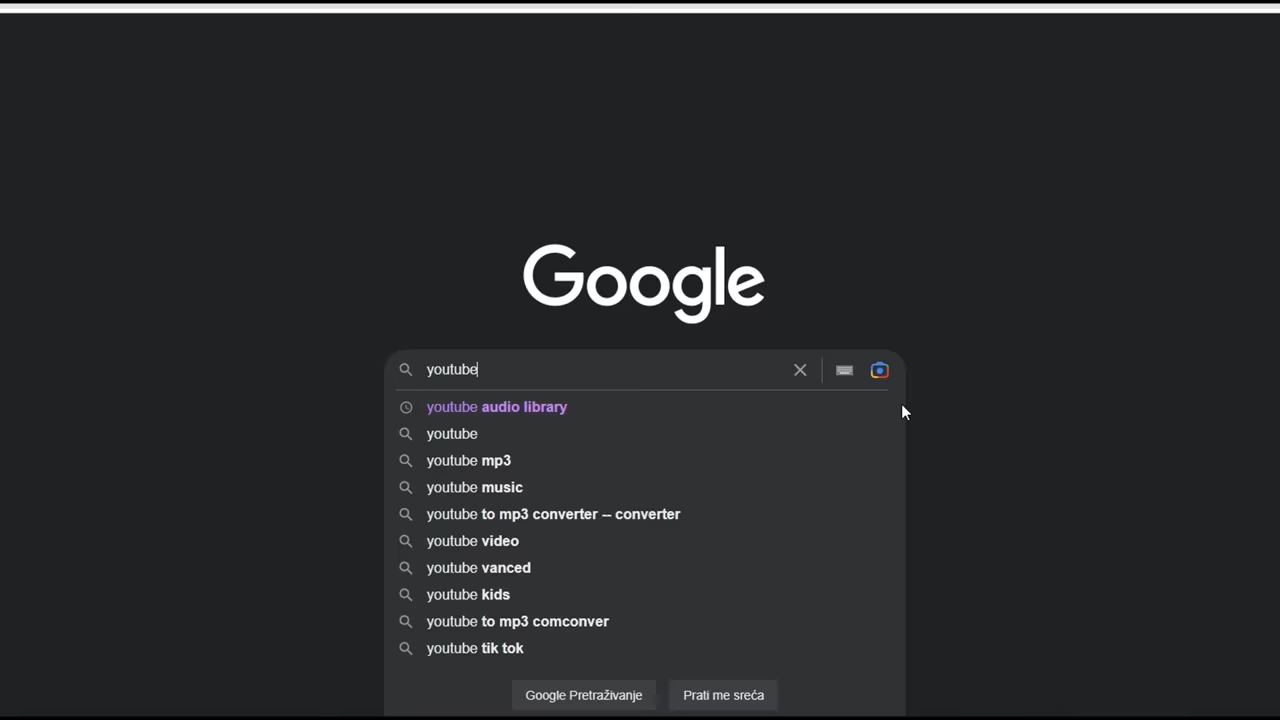 Google
youtube
youtube audio library
youtube
youtube mp3
youtube music
youtube to mp3 converter -- converter
youtube video
youtube vanced
youtube kids
youtube to mp3 comconver
youtube tik tok
Google Pretraživanje
Prati me sreća